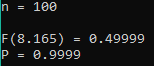 n = 100
F(8.165) = 0.49999
P = 0.9999